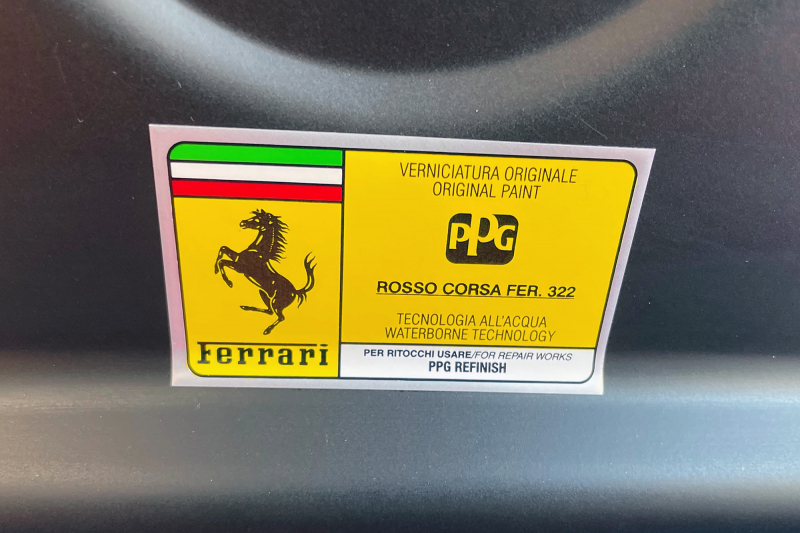 Ferrari
VERNICIATURA ORIGINALE
ORIGINAL PAINT
PPG
ROSSO CORSA FER. 322
TECNOLOGIA ALL'ACQUA
WATERBORNE TECHNOLOGY
PER RITOCCHI USARE/FOR REPAIR WORKS
PPG REFINISH